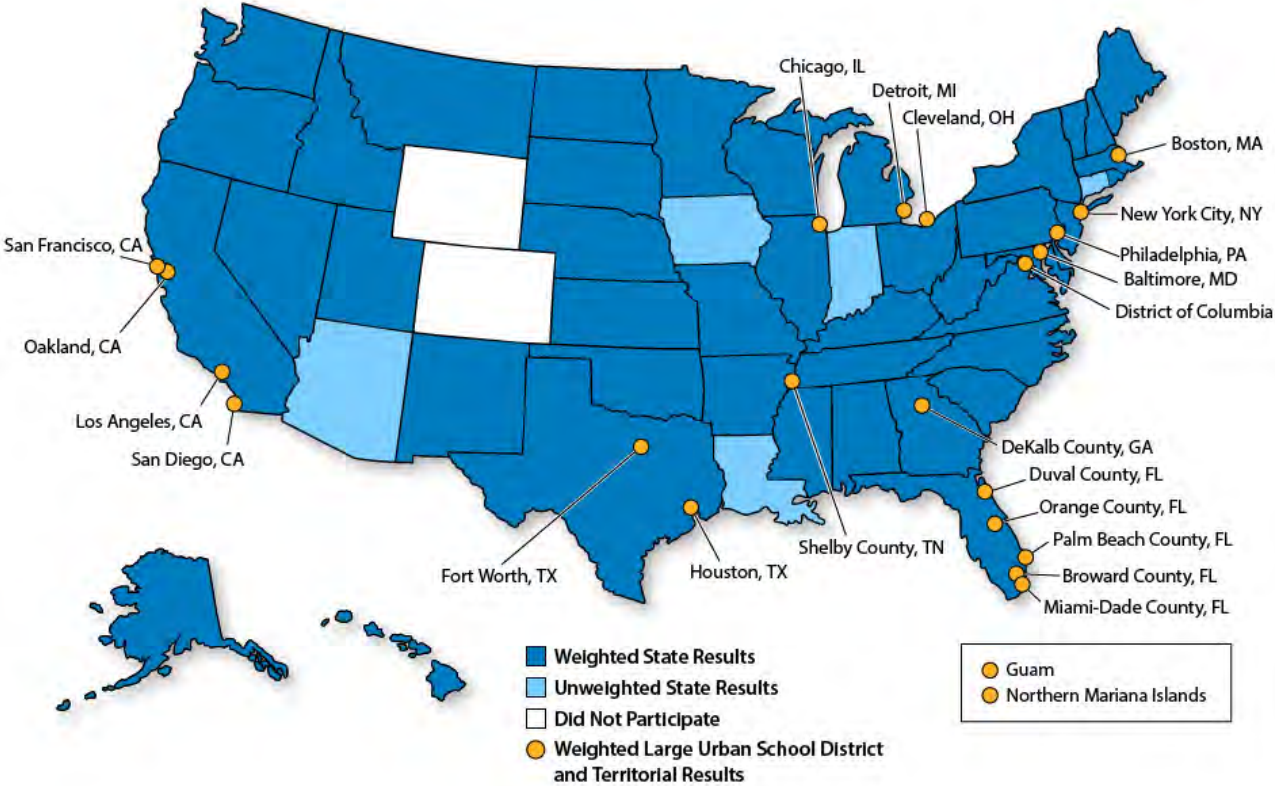 Chicago, IL
Detroit, MI
Cleveland, OH
Boston, MA
New York City, NY
San Francisco, CA
Philadelphia, PA
Baltimore, MD
District of Columbia
Oakland, CA
Los Angeles, CA
San Diego, CA
DeKalb County, GA
Duval County, FL
Orange County, FL
Palm Beach County, FL
Shelby County, TN
Fort Worth, TX
Houston, TX
Broward County, FL
Miami-Dade County, FL
Weighted State Results
Unweighted State Results
Did Not Participate
Weighted Large Urban School District
and Territorial Results
Guam
Northern Mariana Islands